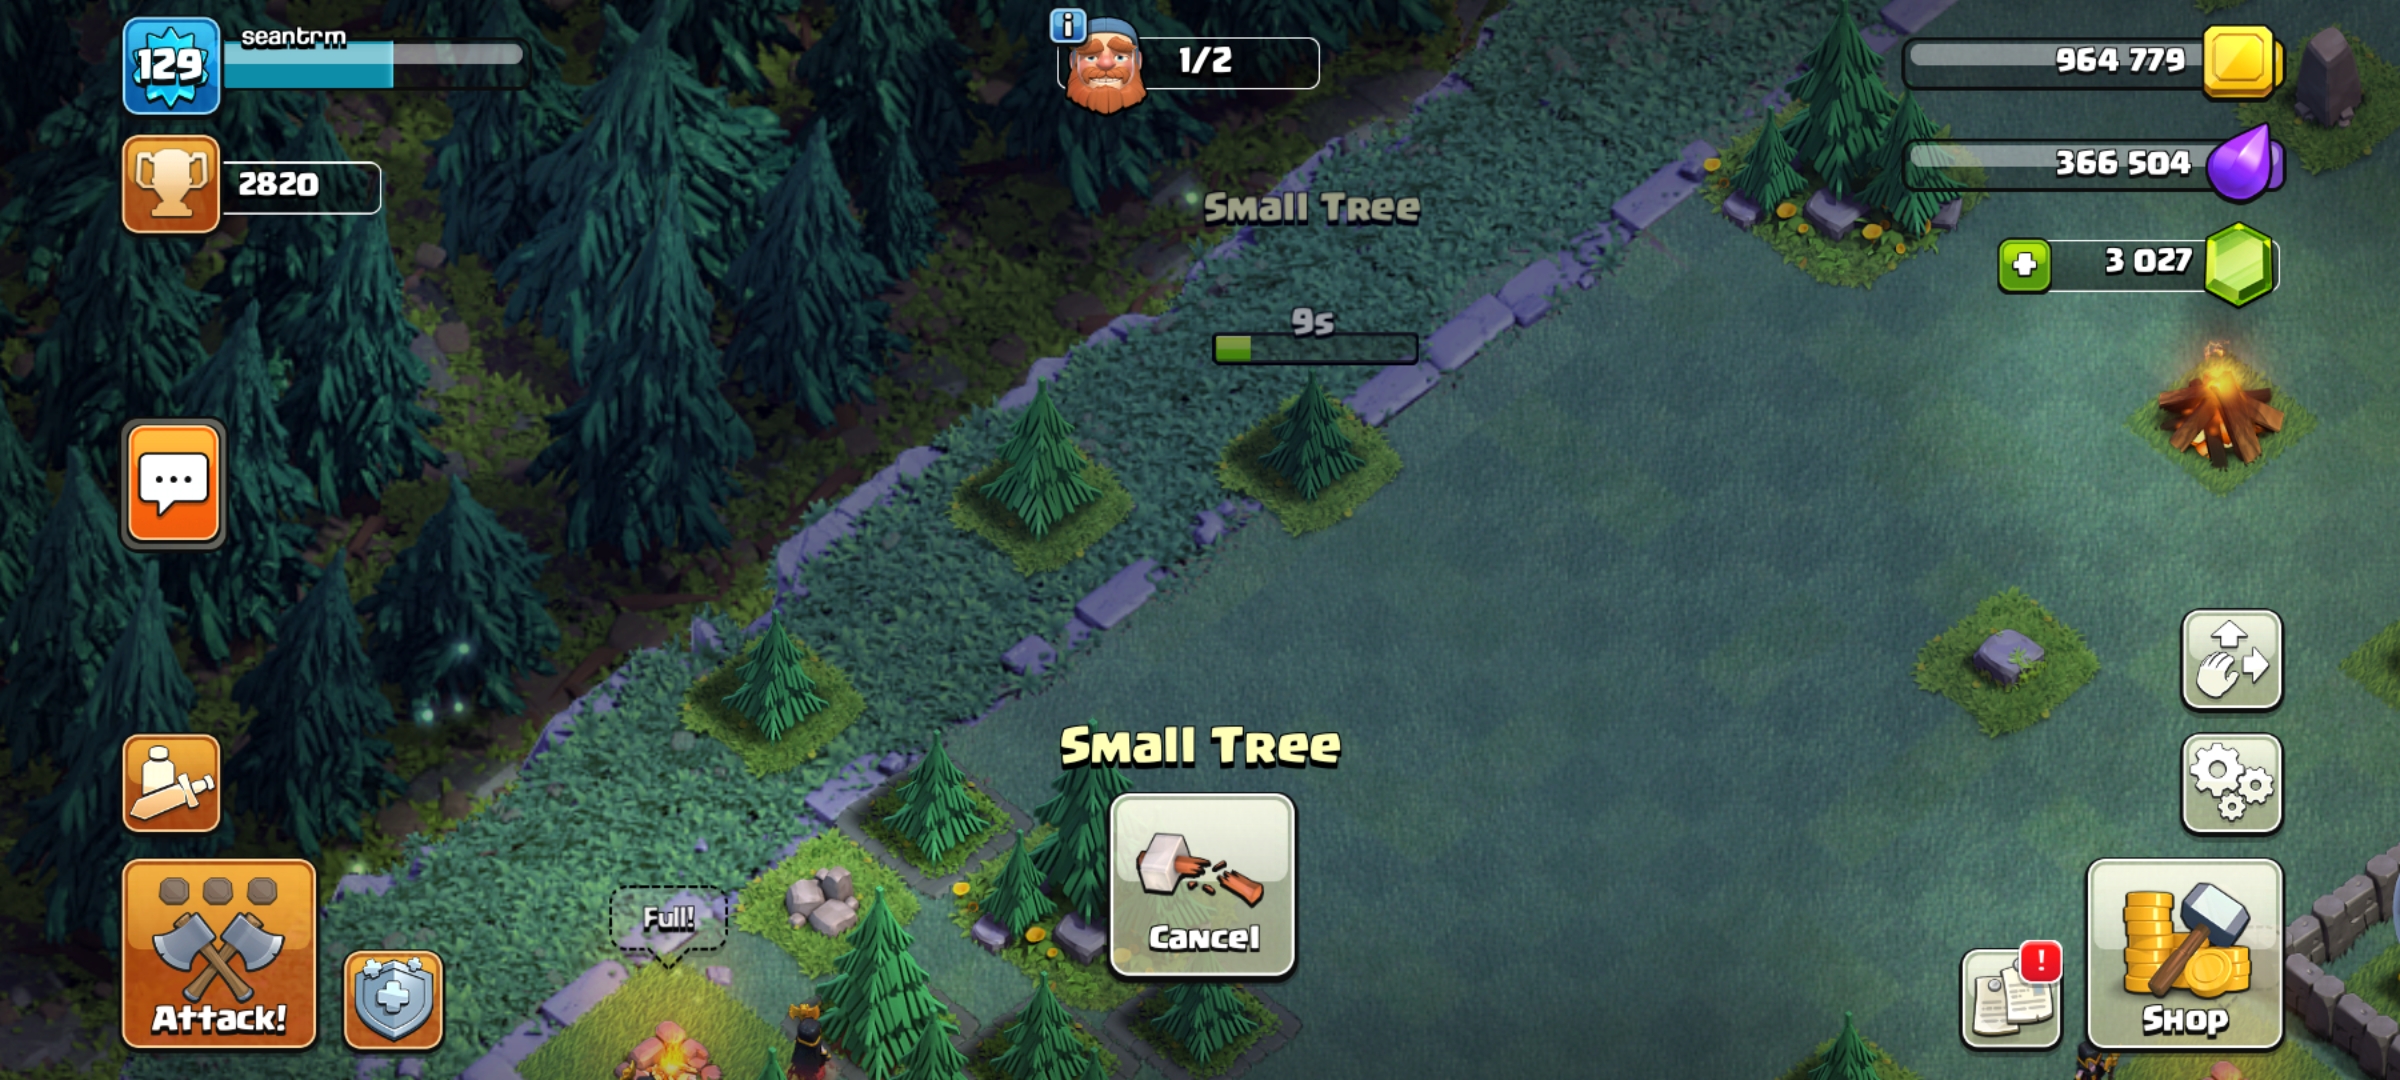 129
seantrm
1/2
964 779
2820
366 504
3 027
Small Tree
9s
Small Tree
Cancel
Full!
!
Attack!
Shop